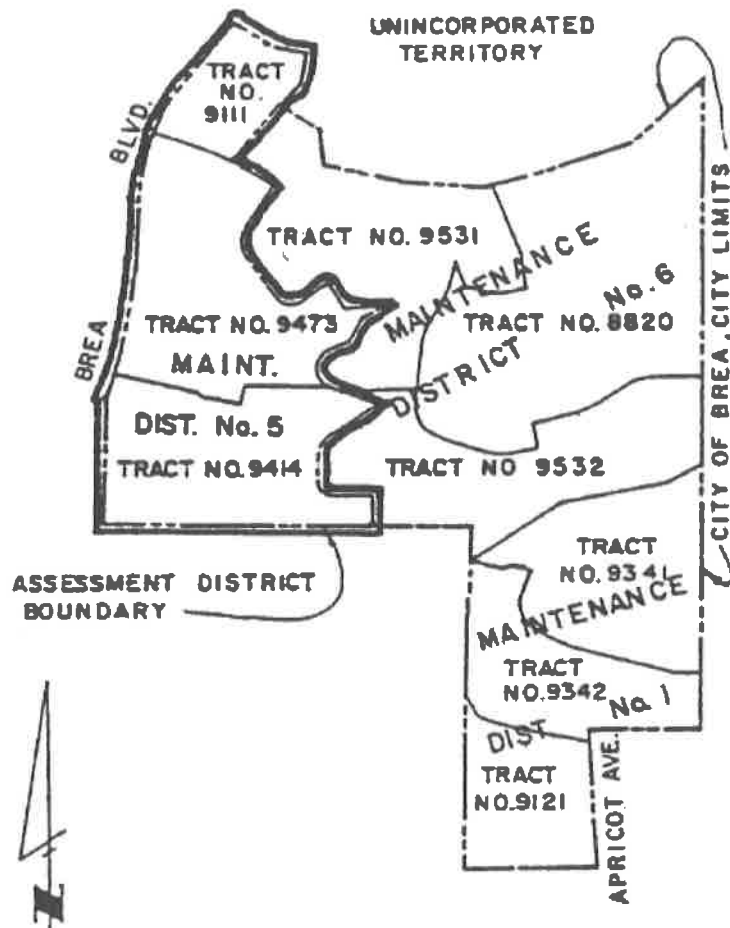 UNINCORPORATED
TERRITORY
TRACT
NO.
9111
BREA BLVD.
CITY OF BREA, CITY LIMITS
TRACT NO. 9531
MAINTENANCE
DISTRICT
No. 6
TRACT NO. 9473
TRACT NO. 8820
MAINT.
DIST. No. 5
TRACT NO. 9414
TRACT NO 9532
ASSESSMENT DISTRICT
BOUNDARY
TRACT
NO. 9341
MAINTENANCE
DIST
No. 1
TRACT
NO. 9342
TRACT
NO. 9121
APRICOT AVE.
N